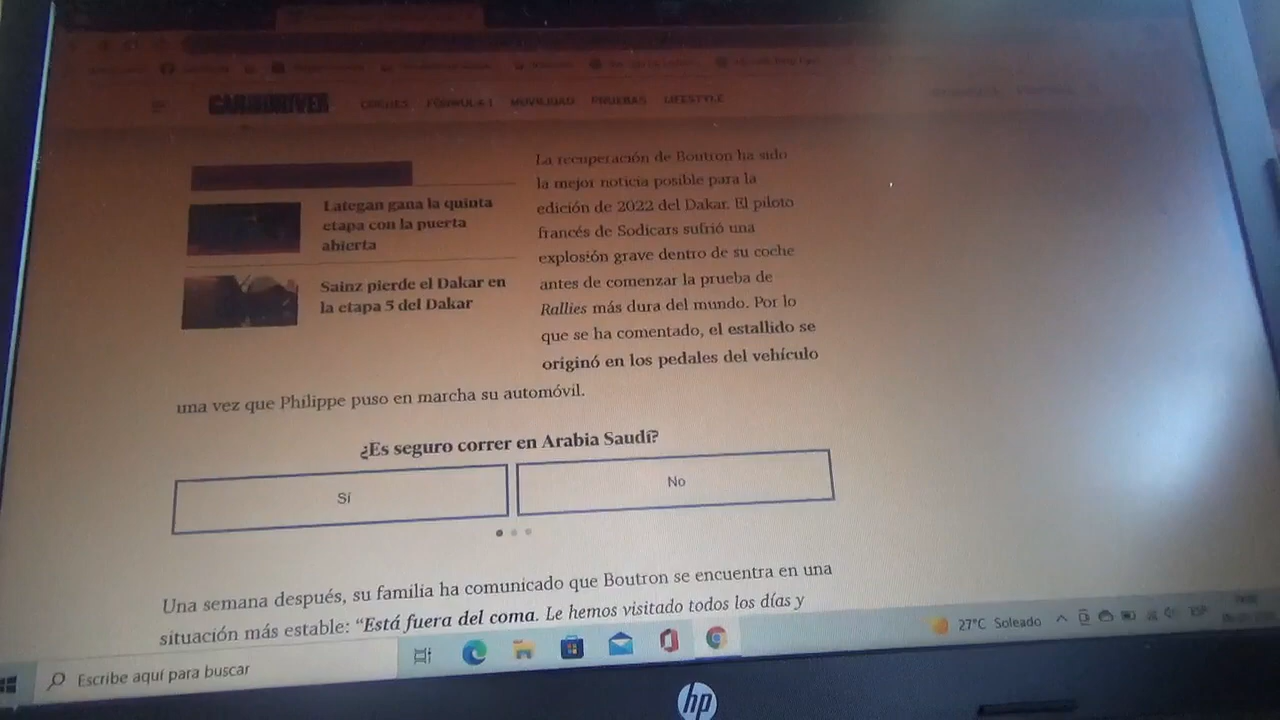 CAR AND DRIVER
COCHES FÓRMULA 1 MOVILIDAD PRUEBAS LIFESTYLE
Lategan gana la quinta
etapa con la puerta
abierta
Sainz pierde el Dakar en
la etapa 5 del Dakar
La recuperación de Boutron ha sido
la mejor noticia posible para la
edición de 2022 del Dakar. El piloto
francés de Sodicars sufrió una
explosión grave dentro de su coche
antes de comenzar la prueba de
Rallies más dura del mundo. Por lo
que se ha comentado, el estallido se
originó en los pedales del vehículo
una vez que Philippe puso en marcha su automóvil.
¿Es seguro correr en Arabia Saudí?
Sí
No
Una semana después, su familia ha comunicado que Boutron se encuentra en una
situación más estable: “Está fuera del coma. Le hemos visitado todos los días y
Escribe aquí para buscar
27°C Soleado
ESP
hp